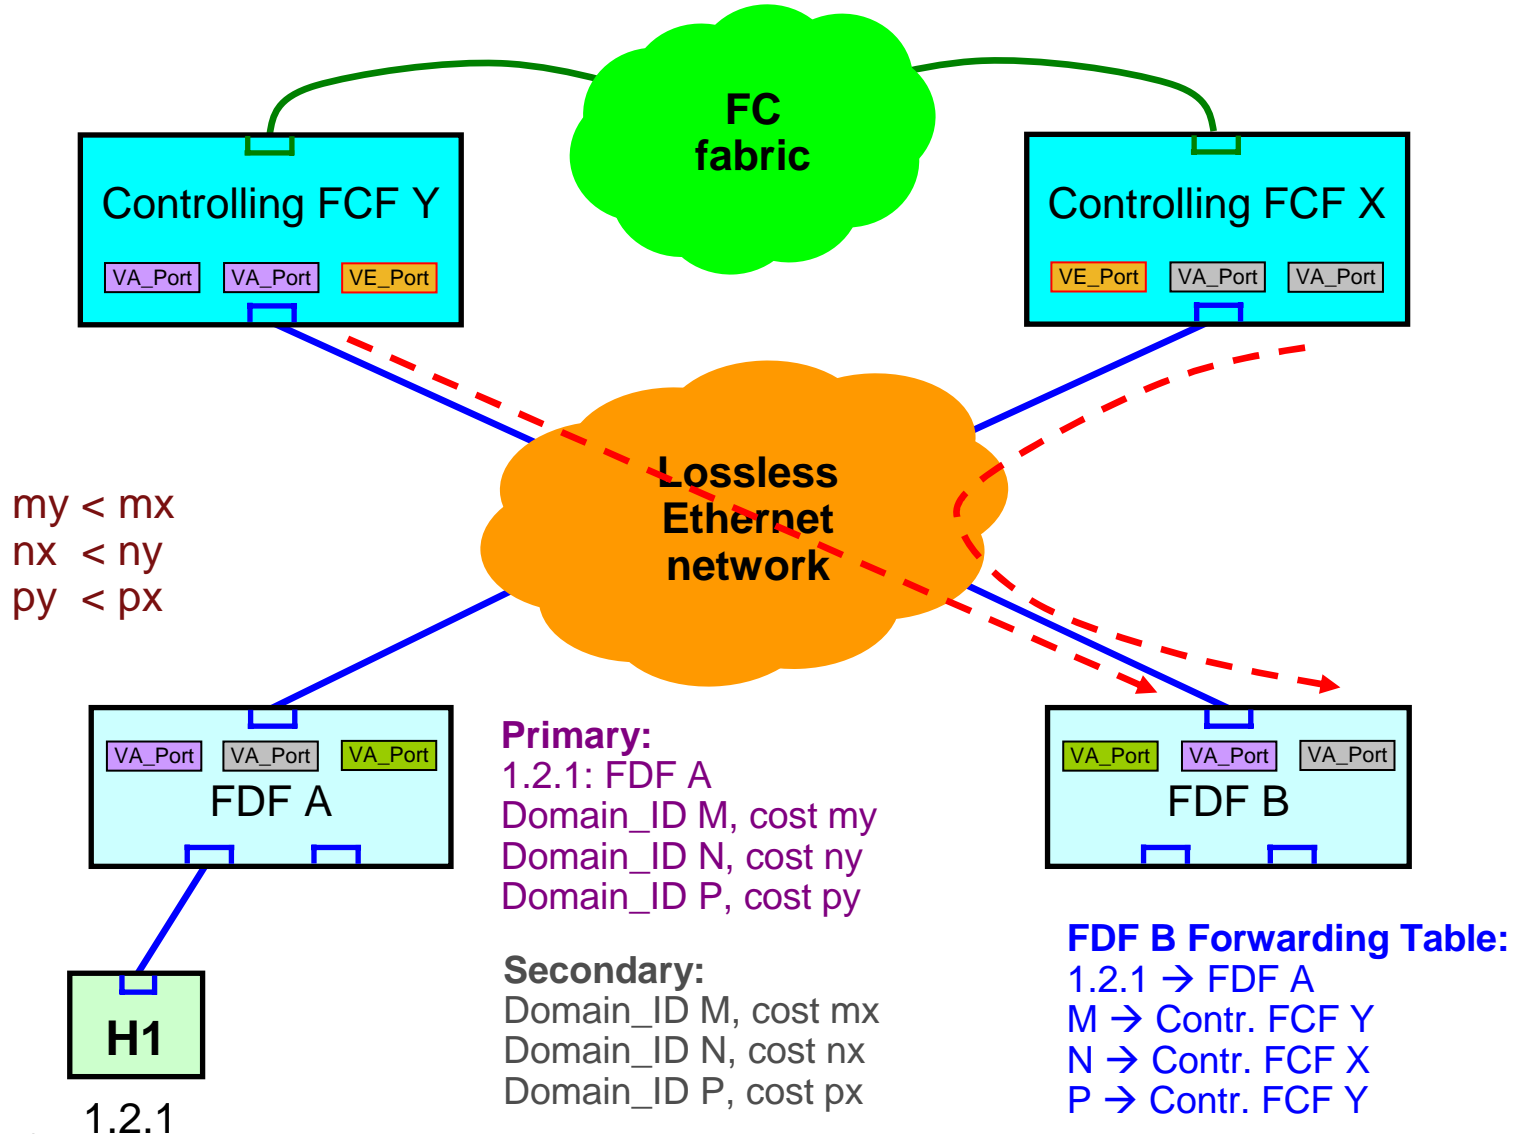 FC
fabric
Controlling FCF Y
VA_Port VA_Port VE_Port
Controlling FCF X
VE_Port VA_Port VA_Port
Lossless
Ethernet
network
my < mx
nx < ny
py < px
VA_Port VA_Port VA_Port
FDF A
VA_Port VA_Port VA_Port
FDF B
Primary:
1.2.1: FDF A
Domain_ID M, cost my
Domain_ID N, cost ny
Domain_ID P, cost py
Secondary:
Domain_ID M, cost mx
Domain_ID N, cost nx
Domain_ID P, cost px
FDF B Forwarding Table:
1.2.1 → FDF A
M → Contr. FCF Y
N → Contr. FCF X
P → Contr. FCF Y
H1
1.2.1